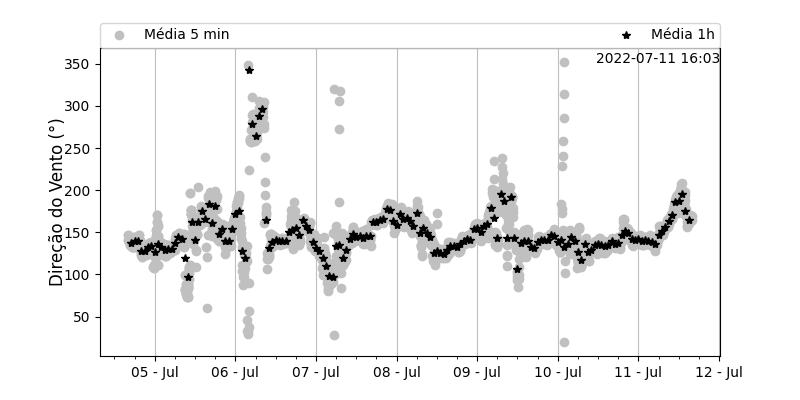 Média 5 min
Média 1h
2022-07-11 16:03
Direção do Vento (°)
350
300
250
200
150
100
50
05 - Jul
06 - Jul
07 - Jul
08 - Jul
09 - Jul
10 - Jul
11 - Jul
12 - Jul